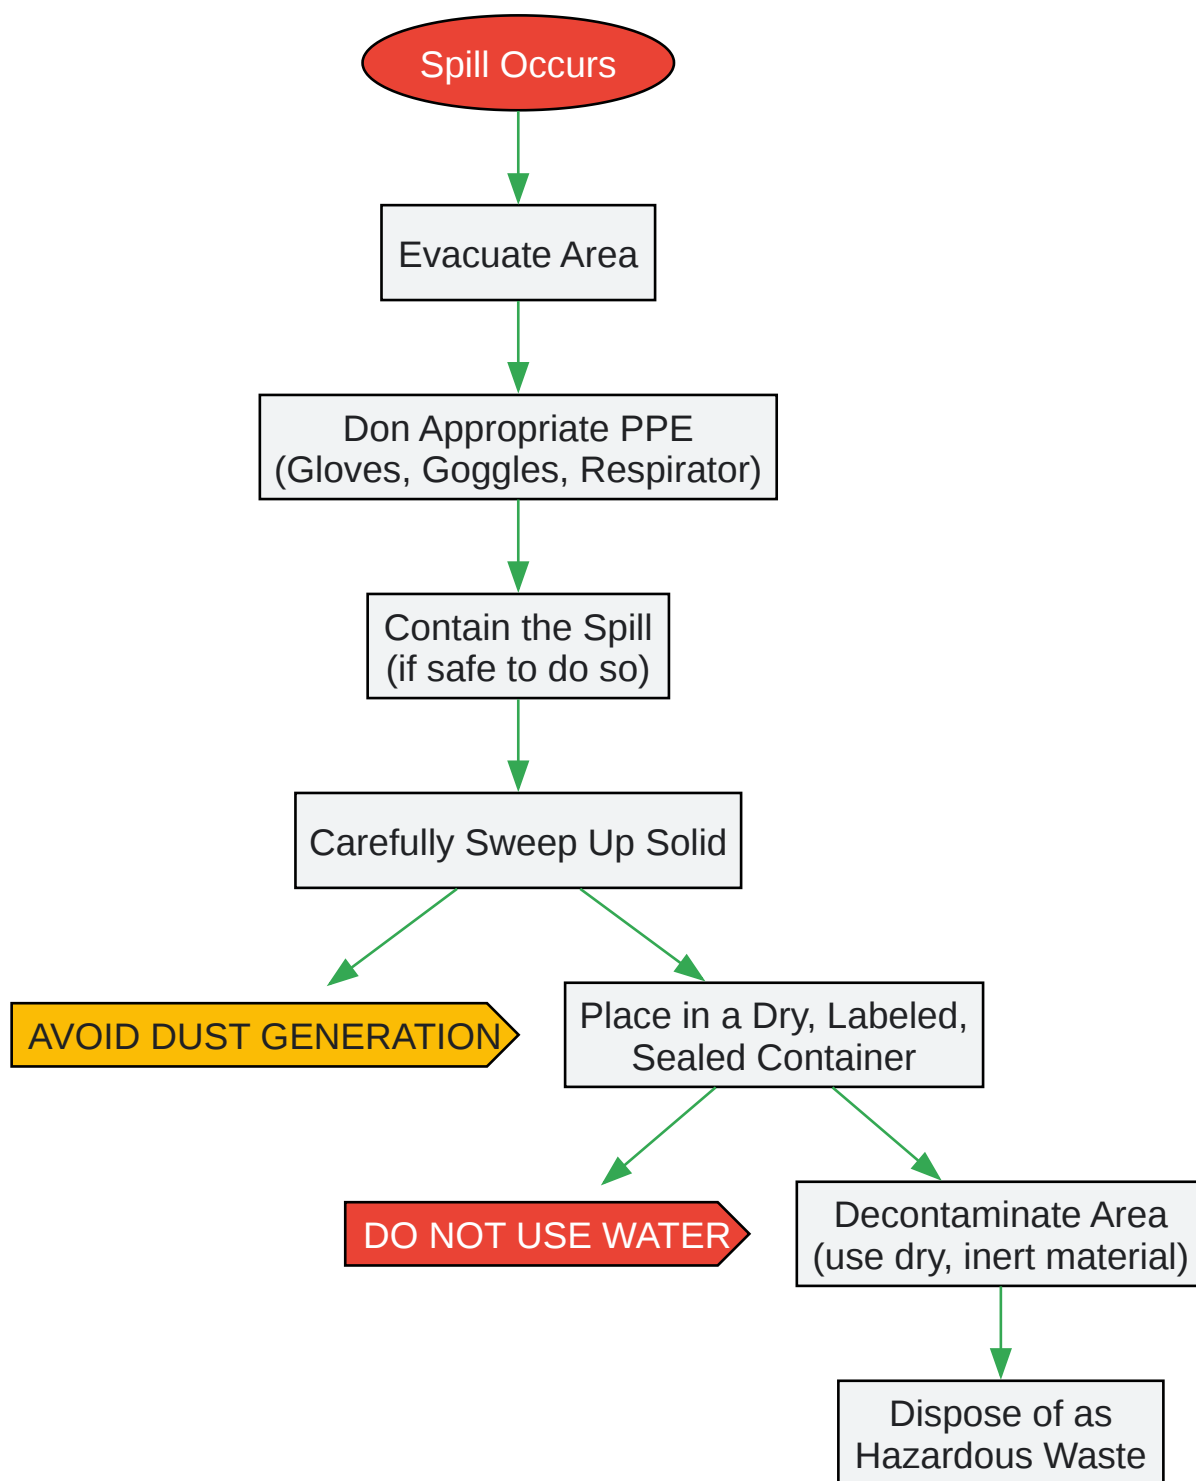 Spill Occurs
Evacuate Area
Don Appropriate PPE
(Gloves, Goggles, Respirator)
Contain the Spill
(if safe to do so)
Carefully Sweep Up Solid
AVOID DUST GENERATION
Place in a Dry, Labeled,
Sealed Container
DO NOT USE WATER
Decontaminate Area
(use dry, inert material)
Dispose of as
Hazardous Waste